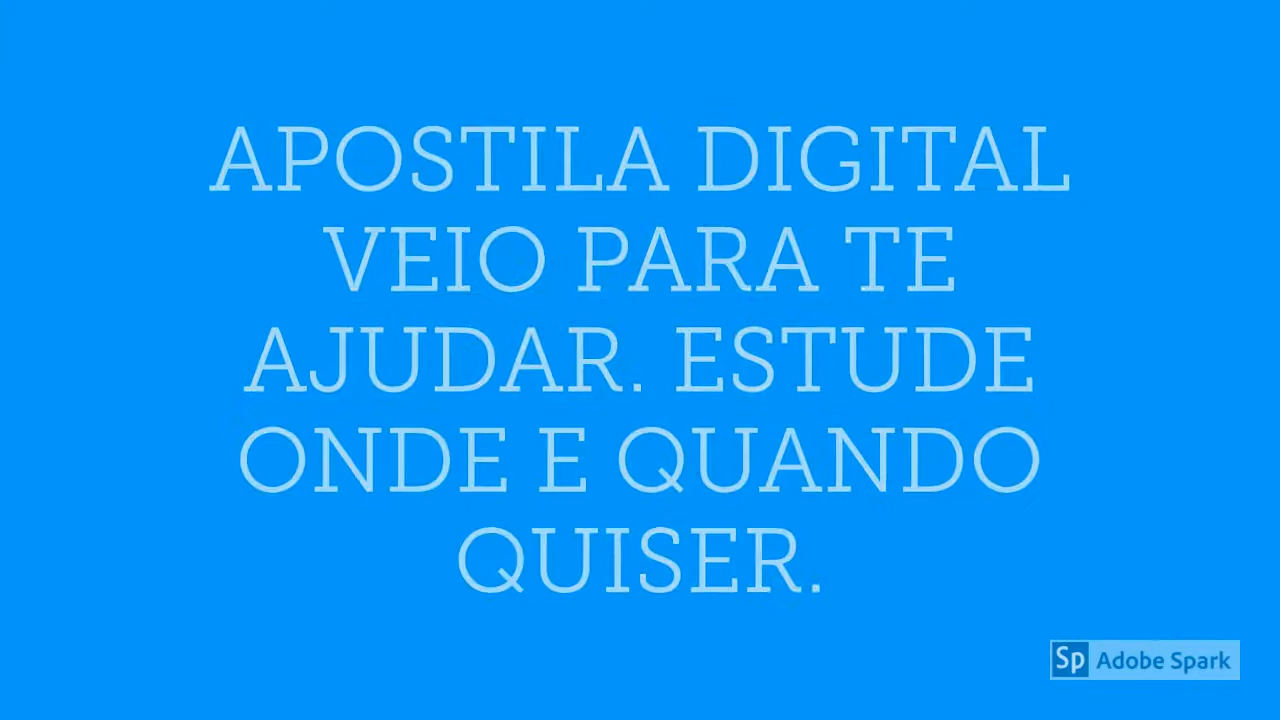 APOSTILA DIGITAL
VEIO PARA TE
AJUDAR. ESTUDE
ONDE E QUANDO
QUISER.
Sp Adobe Spark